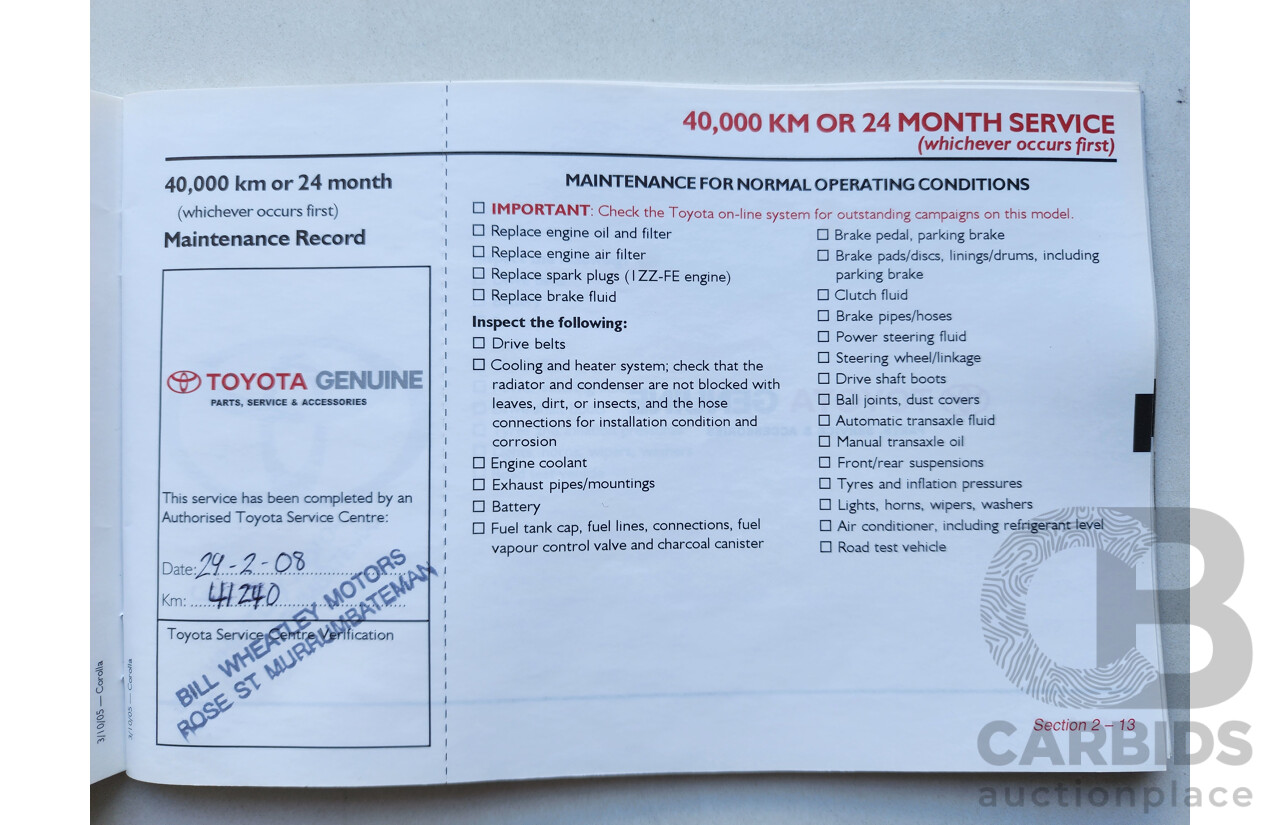 40,000 KM OR 24 MONTH SERVICE
(whichever occurs first)
40,000 km or 24 month
(whichever occurs first)
Maintenance Record
TOYOTA GENUINE
PARTS, SERVICE & ACCESSORIES
This service has been completed by an
Authorised Toyota Service Centre:
Date: 29-2-08
Km: 41240
Toyota Service Centre Verification
BILL WHEATLEY MOTORS
ROSE ST MURRUMBATEMAN
MAINTENANCE FOR NORMAL OPERATING CONDITIONS
IMPORTANT: Check the Toyota on-line system for outstanding campaigns on this model.
Replace engine oil and filter
Replace engine air filter
Replace spark plugs (1ZZ-FE engine)
Replace brake fluid
Inspect the following:
Drive belts
Cooling and heater system; check that the
radiator and condenser are not blocked with
leaves, dirt, or insects, and the hose
connections for installation condition and
corrosion
Engine coolant
Exhaust pipes/mountings
Battery
Fuel tank cap, fuel lines, connections, fuel
vapour control valve and charcoal canister
Brake pedal, parking brake
Brake pads/discs, linings/drums, including
parking brake
Clutch fluid
Brake pipes/hoses
Power steering fluid
Steering wheel/linkage
Drive shaft boots
Ball joints, dust covers
Automatic transaxle fluid
Manual transaxle oil
Front/rear suspensions
Tyres and inflation pressures
Lights, horns, wipers, washers
Air conditioner, including refrigerant level
Road test vehicle
Section 2 – 13
3/10/05 — Corolla
3/10/05 — Corolla
CB
CARBIDS
auctionplace